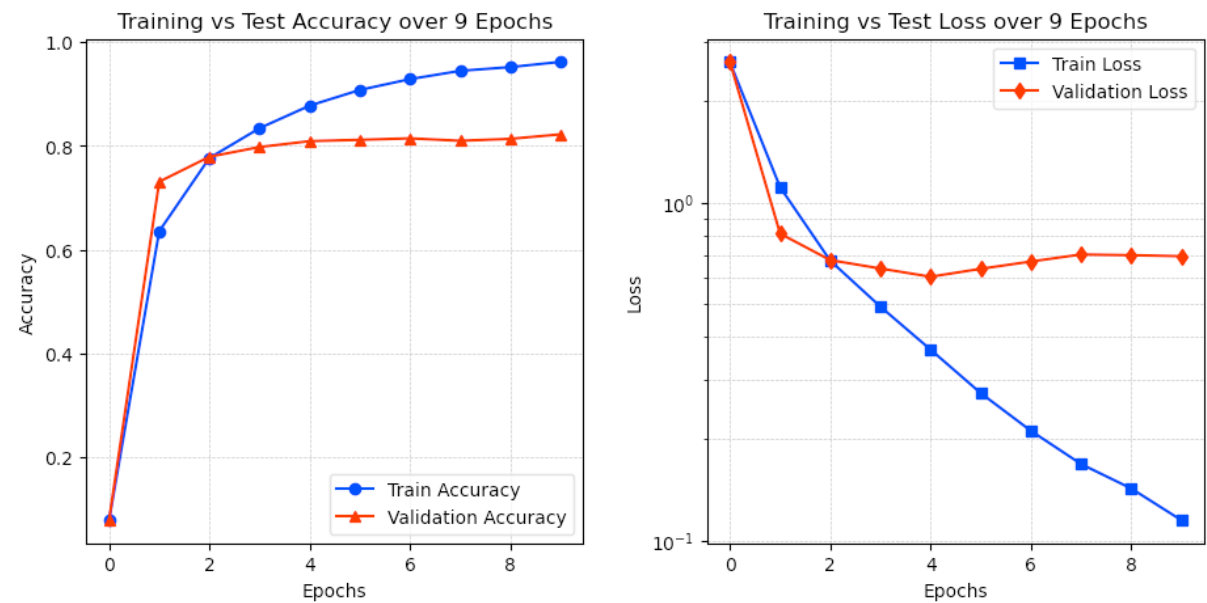 Training vs Test Accuracy over 9 Epochs
1.0
0.8
0.6
0.4
0.2
Accuracy
0 2 4 6 8
Epochs
Train Accuracy
Validation Accuracy
Training vs Test Loss over 9 Epochs
Train Loss
Validation Loss
10⁰
10⁻¹
Loss
0 2 4 6 8
Epochs